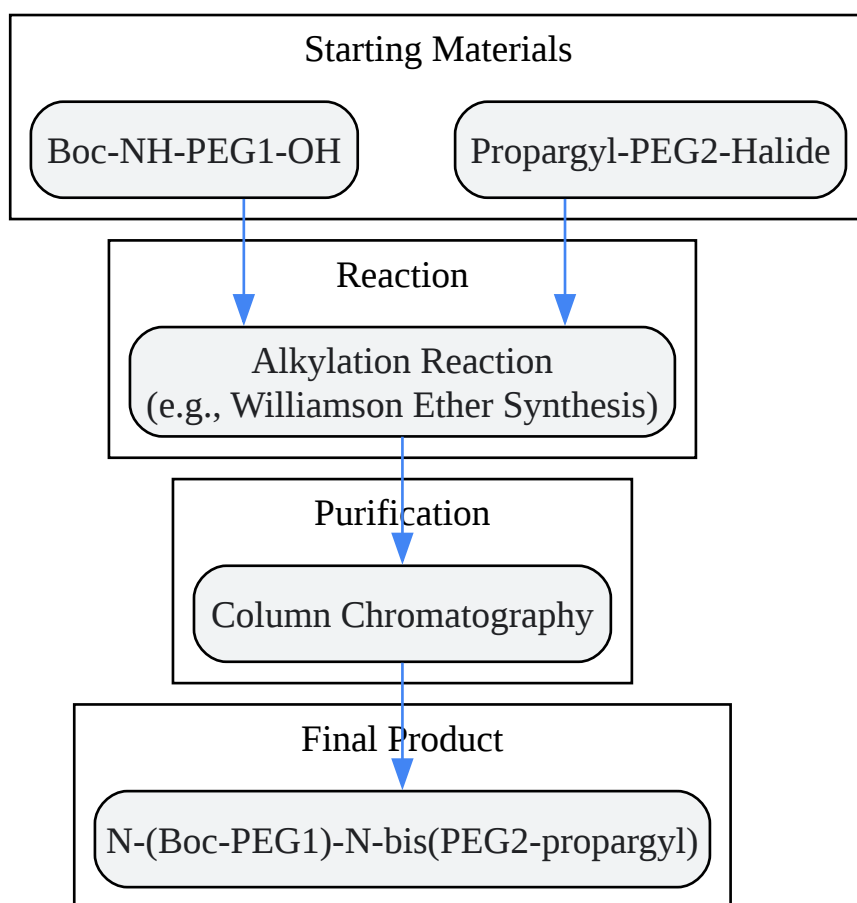 Starting Materials
Boc-NH-PEG1-OH
Propargyl-PEG2-Halide
Reaction
Alkylation Reaction
(e.g., Williamson Ether Synthesis)
Purification
Column Chromatography
Final Product
N-(Boc-PEG1)-N-bis(PEG2-propargyl)